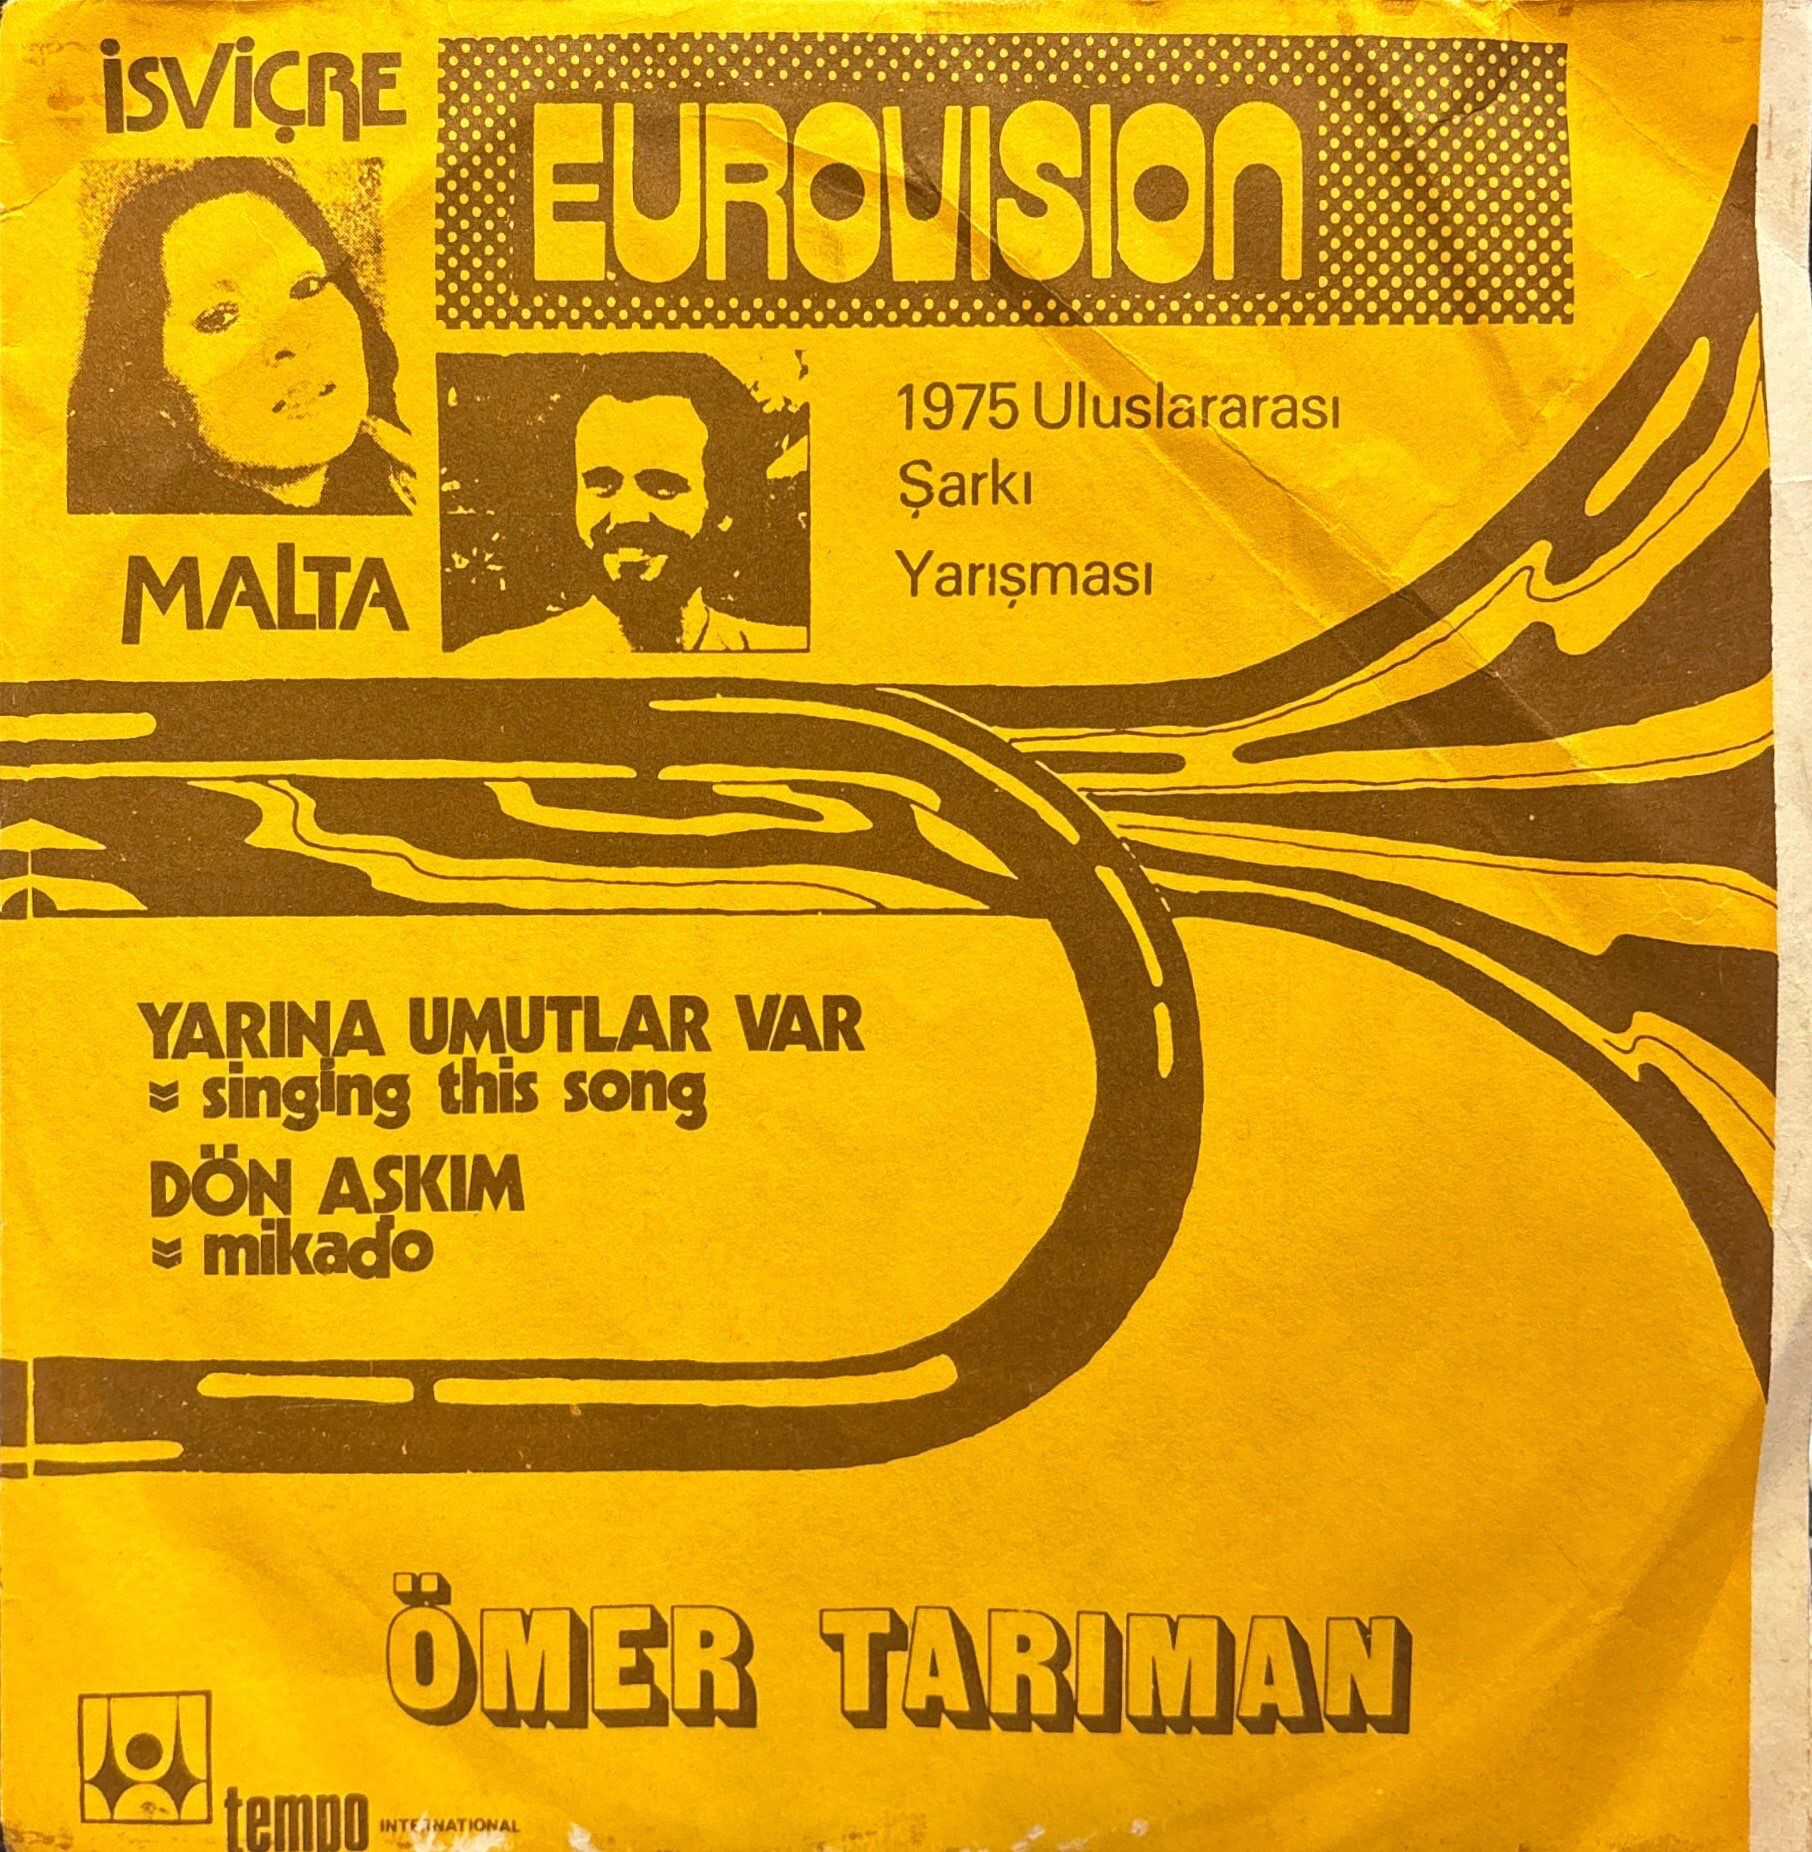 İSVİÇRE
EUROVISION
1975 Uluslararası
Şarkı
Yarışması
MALTA
YARINA UMUTLAR VAR
singing this song
DÖN AŞKIM
mikado
ÖMER TARIMAN
tempo INTERNATIONAL